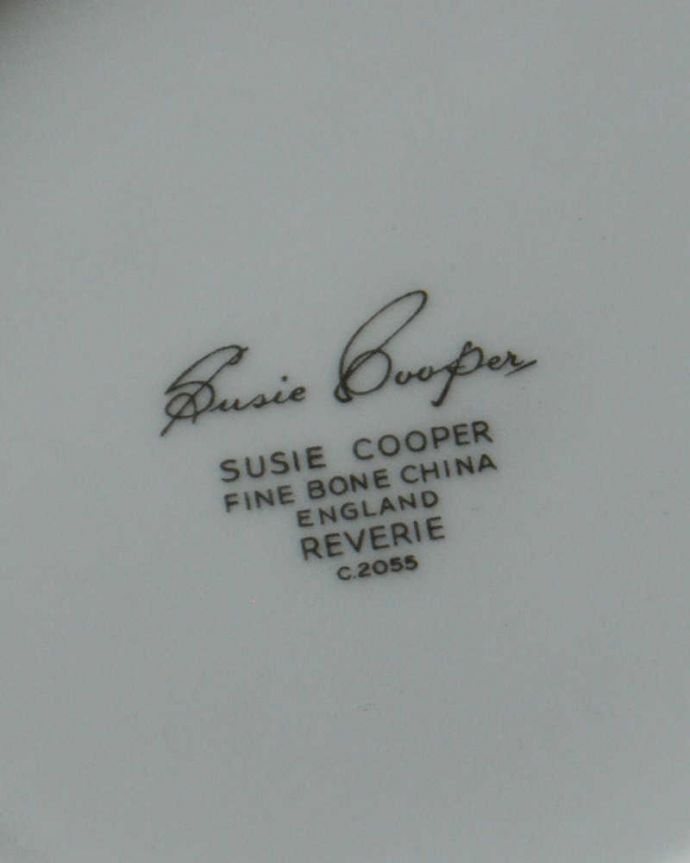 Susie Cooper
SUSIE COOPER
FINE BONE CHINA
ENGLAND
REVERIE
C.2055